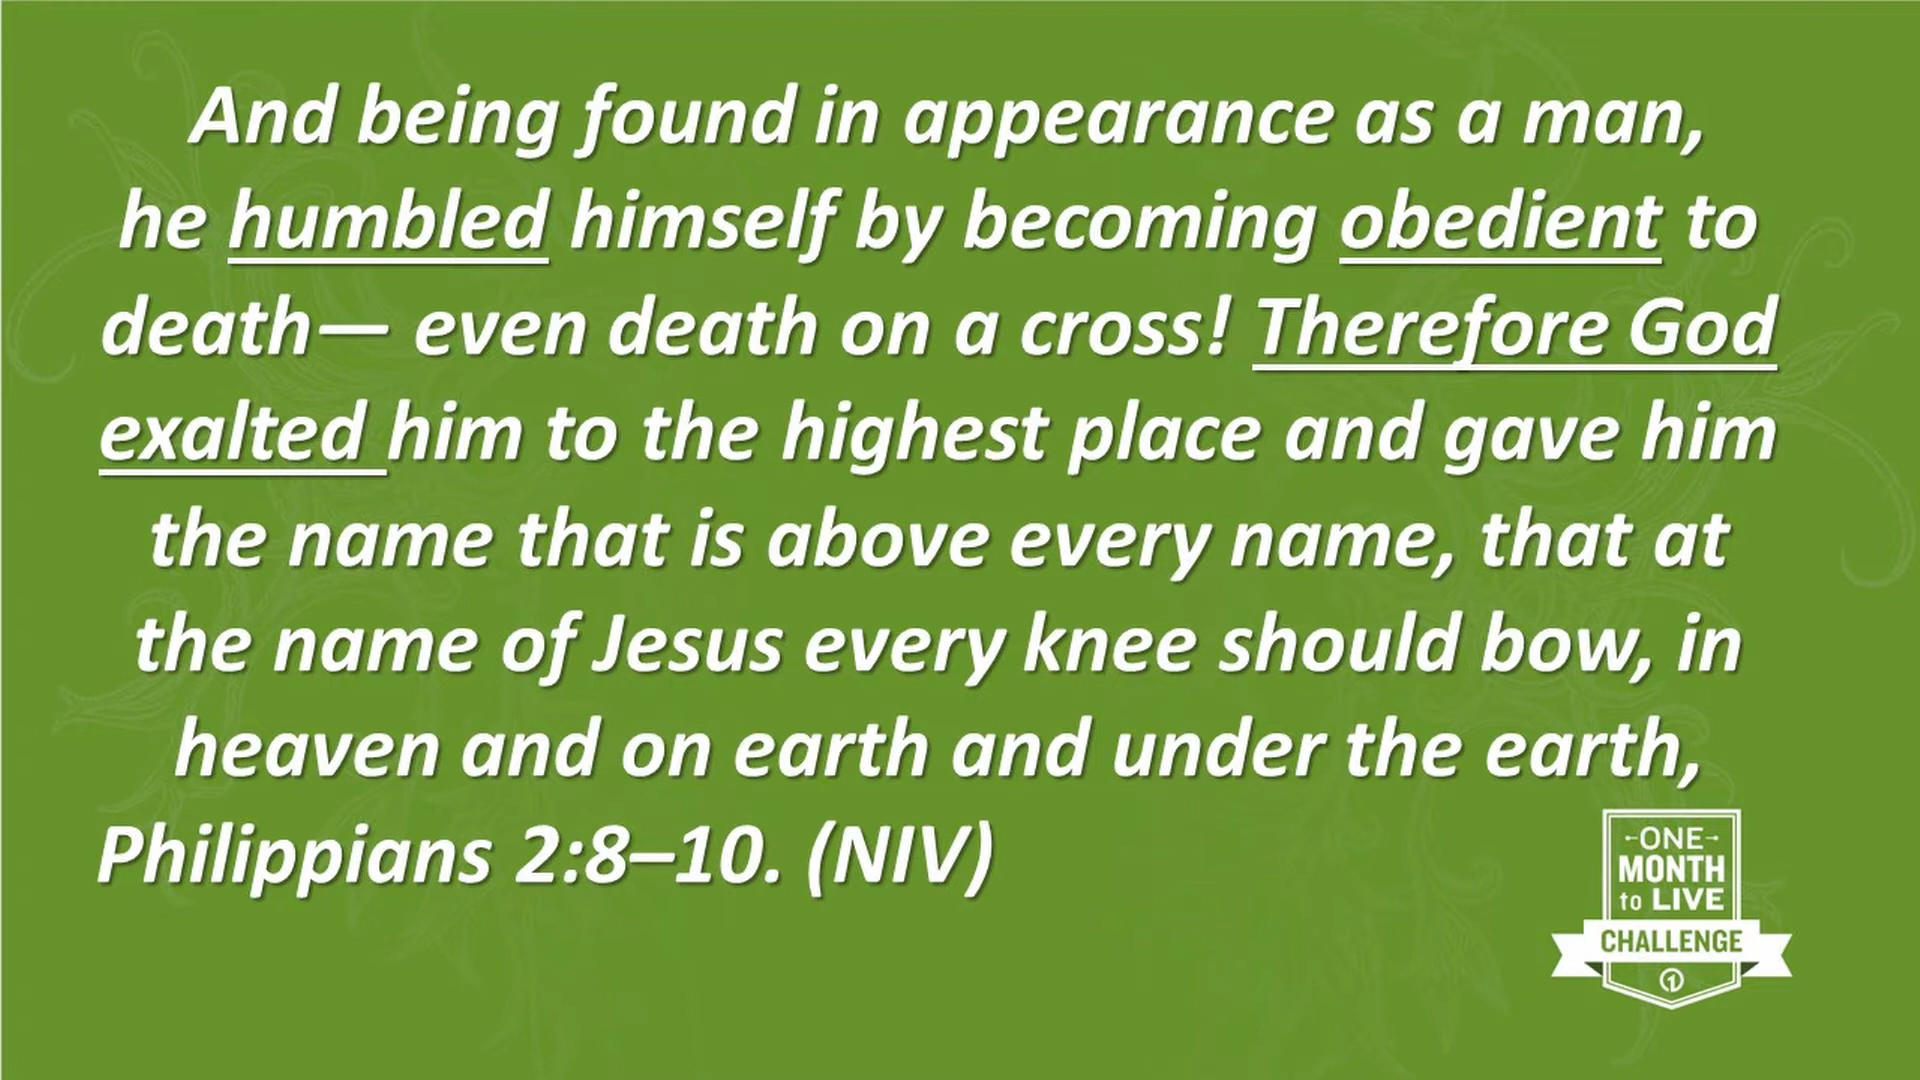 And being found in appearance as a man,
he humbled himself by becoming obedient to
death— even death on a cross! Therefore God
exalted him to the highest place and gave him
the name that is above every name, that at
the name of Jesus every knee should bow, in
heaven and on earth and under the earth,
Philippians 2:8–10. (NIV)
ONE
MONTH
to LIVE
CHALLENGE
1